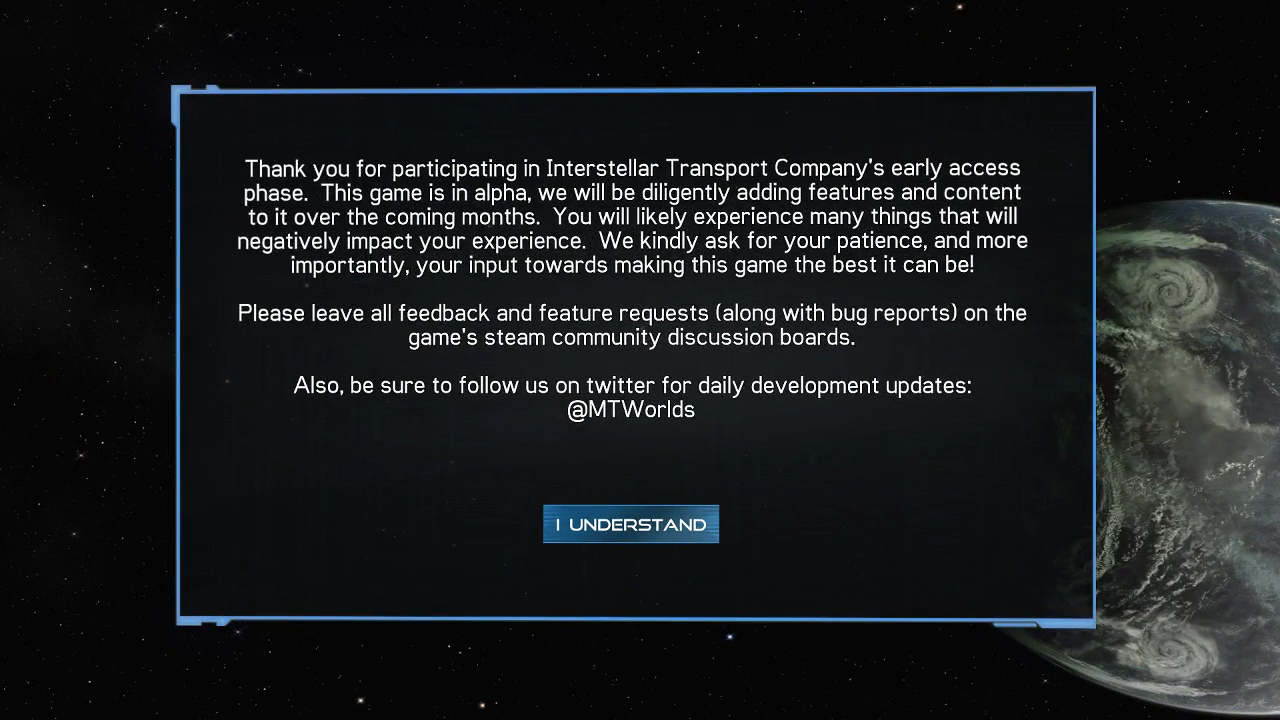 Thank you for participating in Interstellar Transport Company's early access
phase.  This game is in alpha, we will be diligently adding features and content
to it over the coming months.  You will likely experience many things that will
negatively impact your experience.  We kindly ask for your patience, and more
importantly, your input towards making this game the best it can be!
Please leave all feedback and feature requests (along with bug reports) on the
game's steam community discussion boards.
Also, be sure to follow us on twitter for daily development updates:
@MTWorlds
I UNDERSTAND